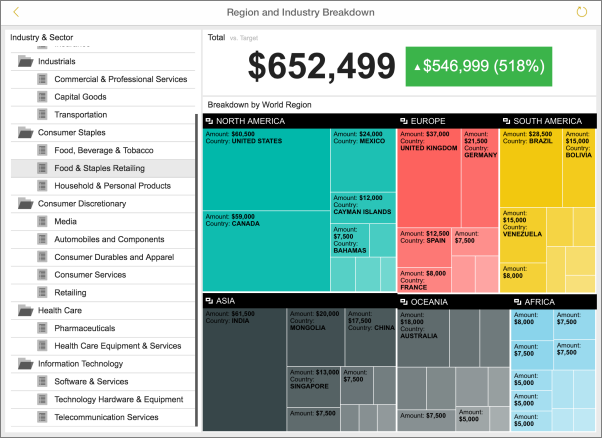 Region and Industry Breakdown
Industry & Sector
Industrials
Commercial & Professional Services
Capital Goods
Transportation
Consumer Staples
Food, Beverage & Tobacco
Food & Staples Retailing
Household & Personal Products
Consumer Discretionary
Media
Automobiles and Components
Consumer Durables and Apparel
Consumer Services
Retailing
Health Care
Pharmaceuticals
Health Care Equipment & Services
Information Technology
Software & Services
Technology Hardware & Equipment
Telecommunication Services
Total vs. Target
$652,499
▲$546,999 (518%)
Breakdown by World Region
NORTH AMERICA
Amount: $60,500
Country: UNITED STATES
Amount: $24,000
Country: MEXICO
Amount: $12,000
Country:
CAYMAN ISLANDS
Amount: $59,000
Country: CANADA
Amount:
$7,500
Country:
BAHAMAS
EUROPE
Amount: $37,000
Country:
UNITED KINGDOM
Amount:
$21,500
Country:
GERMANY
Amount: $12,500
Country: SPAIN
Amount:
$7,500
Amount: $8,000
Country:
FRANCE
SOUTH AMERICA
Amount: $28,500
Country: BRAZIL
Amount:
$15,000
Country:
BOLIVIA
Amount:
$15,000
Country:
VENEZUELA
Amount:
$8,000
ASIA
Amount: $61,500
Country: INDIA
Amount: $20,000
Country:
MONGOLIA
Amount:
$17,500
Country: CHINA
Amount: $13,000
Country:
SINGAPORE
Amount:
$7,500
Amount: $7,500
OCEANIA
Amount:
$18,000
Country:
AUSTRALIA
Amount: $7,500
Amount:
$5,000
AFRICA
Amount:
$8,000
Amount:
$7,500
Amount:
$7,500
Amount:
$7,500
Amount:
$5,000
Amount:
$5,000